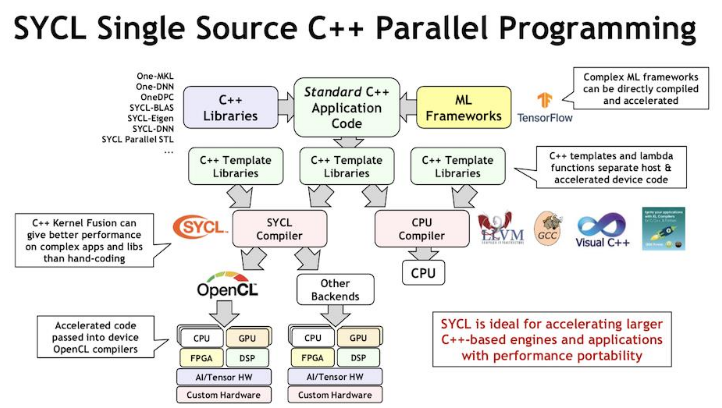 SYCL Single Source C++ Parallel Programming
One-MKL
One-DNN
OneDPC
SYCL-BLAS
SYCL-Eigen
SYCL-DNN
SYCL Parallel STL
...
C++
Libraries
Standard C++
Application
Code
ML
Frameworks
TensorFlow
Complex ML frameworks
can be directly compiled
and accelerated
C++ Template
Libraries
C++ Template
Libraries
C++ Template
Libraries
C++ templates and lambda
functions separate host &
accelerated device code
C++ Kernel Fusion can
give better performance
on complex apps and libs
than hand-coding
SYCL
SYCL
Compiler
CPU
Compiler
LLVM
GCC
Visual C++
CPU
OpenCL
Other
Backends
Accelerated code
passed into device
OpenCL compilers
CPU
GPU
FPGA
DSP
AI/Tensor HW
Custom Hardware
CPU
GPU
FPGA
DSP
AI/Tensor HW
Custom Hardware
SYCL is ideal for accelerating larger
C++-based engines and applications
with performance portability